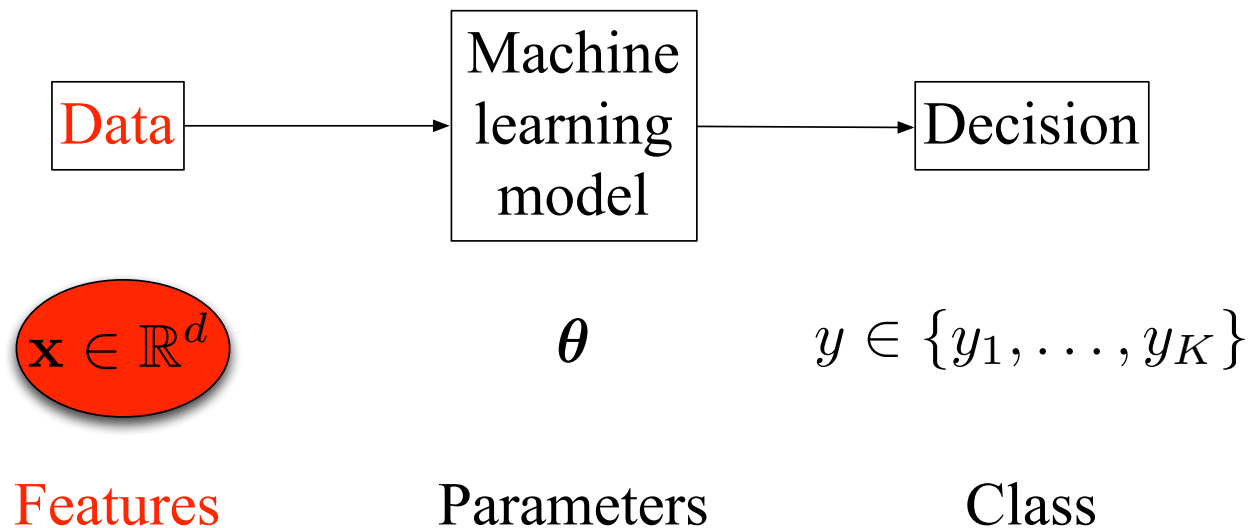 Data
Machine
learning
model
Decision
𝐱 ∈ ℝ^d
𝜽
y ∈ {y_1, . . . , y_K}
Features
Parameters
Class